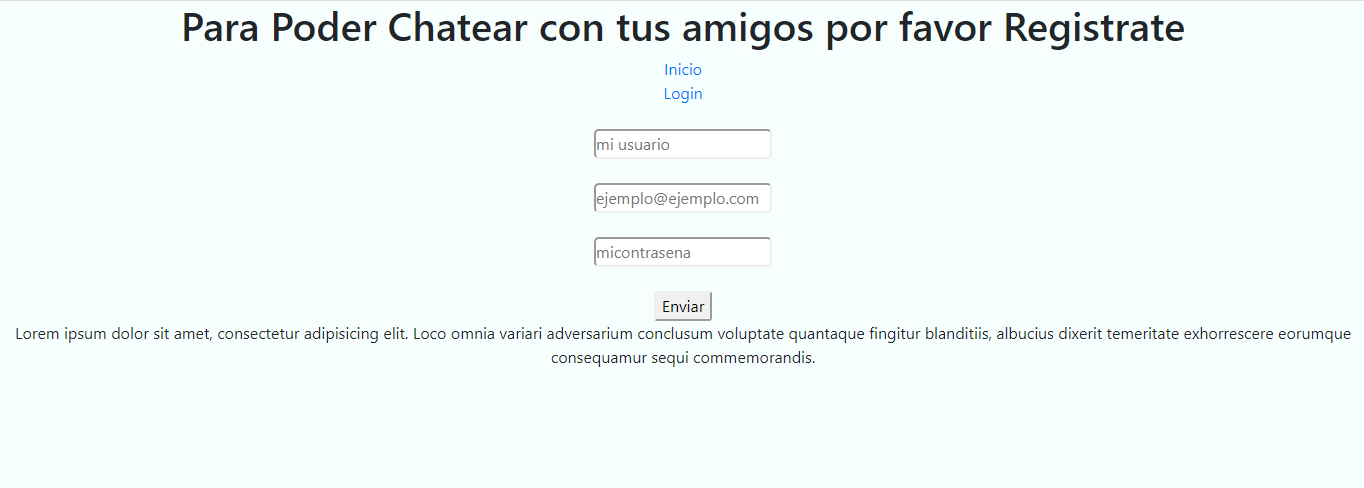 Para Poder Chatear con tus amigos por favor Registrate
Inicio
Login
mi usuario
ejemplo@ejemplo.com
micontrasena
Enviar
Lorem ipsum dolor sit amet, consectetur adipisicing elit. Loco omnia variari adversarium conclusum voluptate quantaque fingitur blanditiis, albucius dixerit temeritate exhorrescere eorumque
consequamur sequi commemorandis.